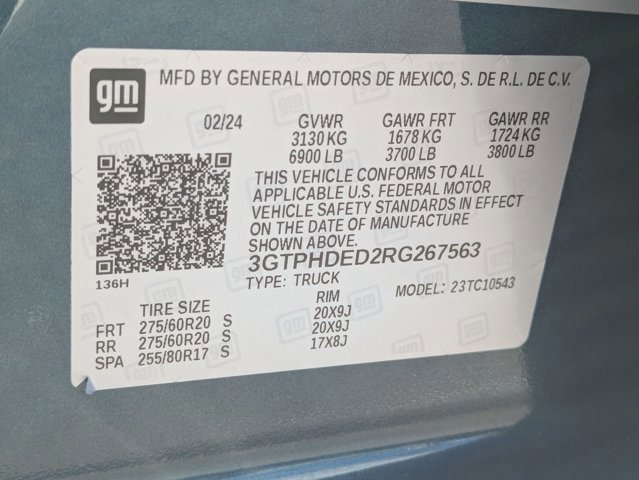 gm MFD BY GENERAL MOTORS DE MEXICO, S. DE R.L. DE C.V.
02/24 GVWR GAWR FRT GAWR RR
3130 KG 1678 KG 1724 KG
6900 LB 3700 LB 3800 LB
THIS VEHICLE CONFORMS TO ALL
APPLICABLE U.S. FEDERAL MOTOR
VEHICLE SAFETY STANDARDS IN EFFECT
ON THE DATE OF MANUFACTURE
SHOWN ABOVE.
3GTPHDED2RG267563
136H
TYPE: TRUCK MODEL: 23TC10543
TIRE SIZE RIM
FRT 275/60R20 S 20X9J
RR 275/60R20 S 20X9J
SPA 255/80R17 S 17X8J